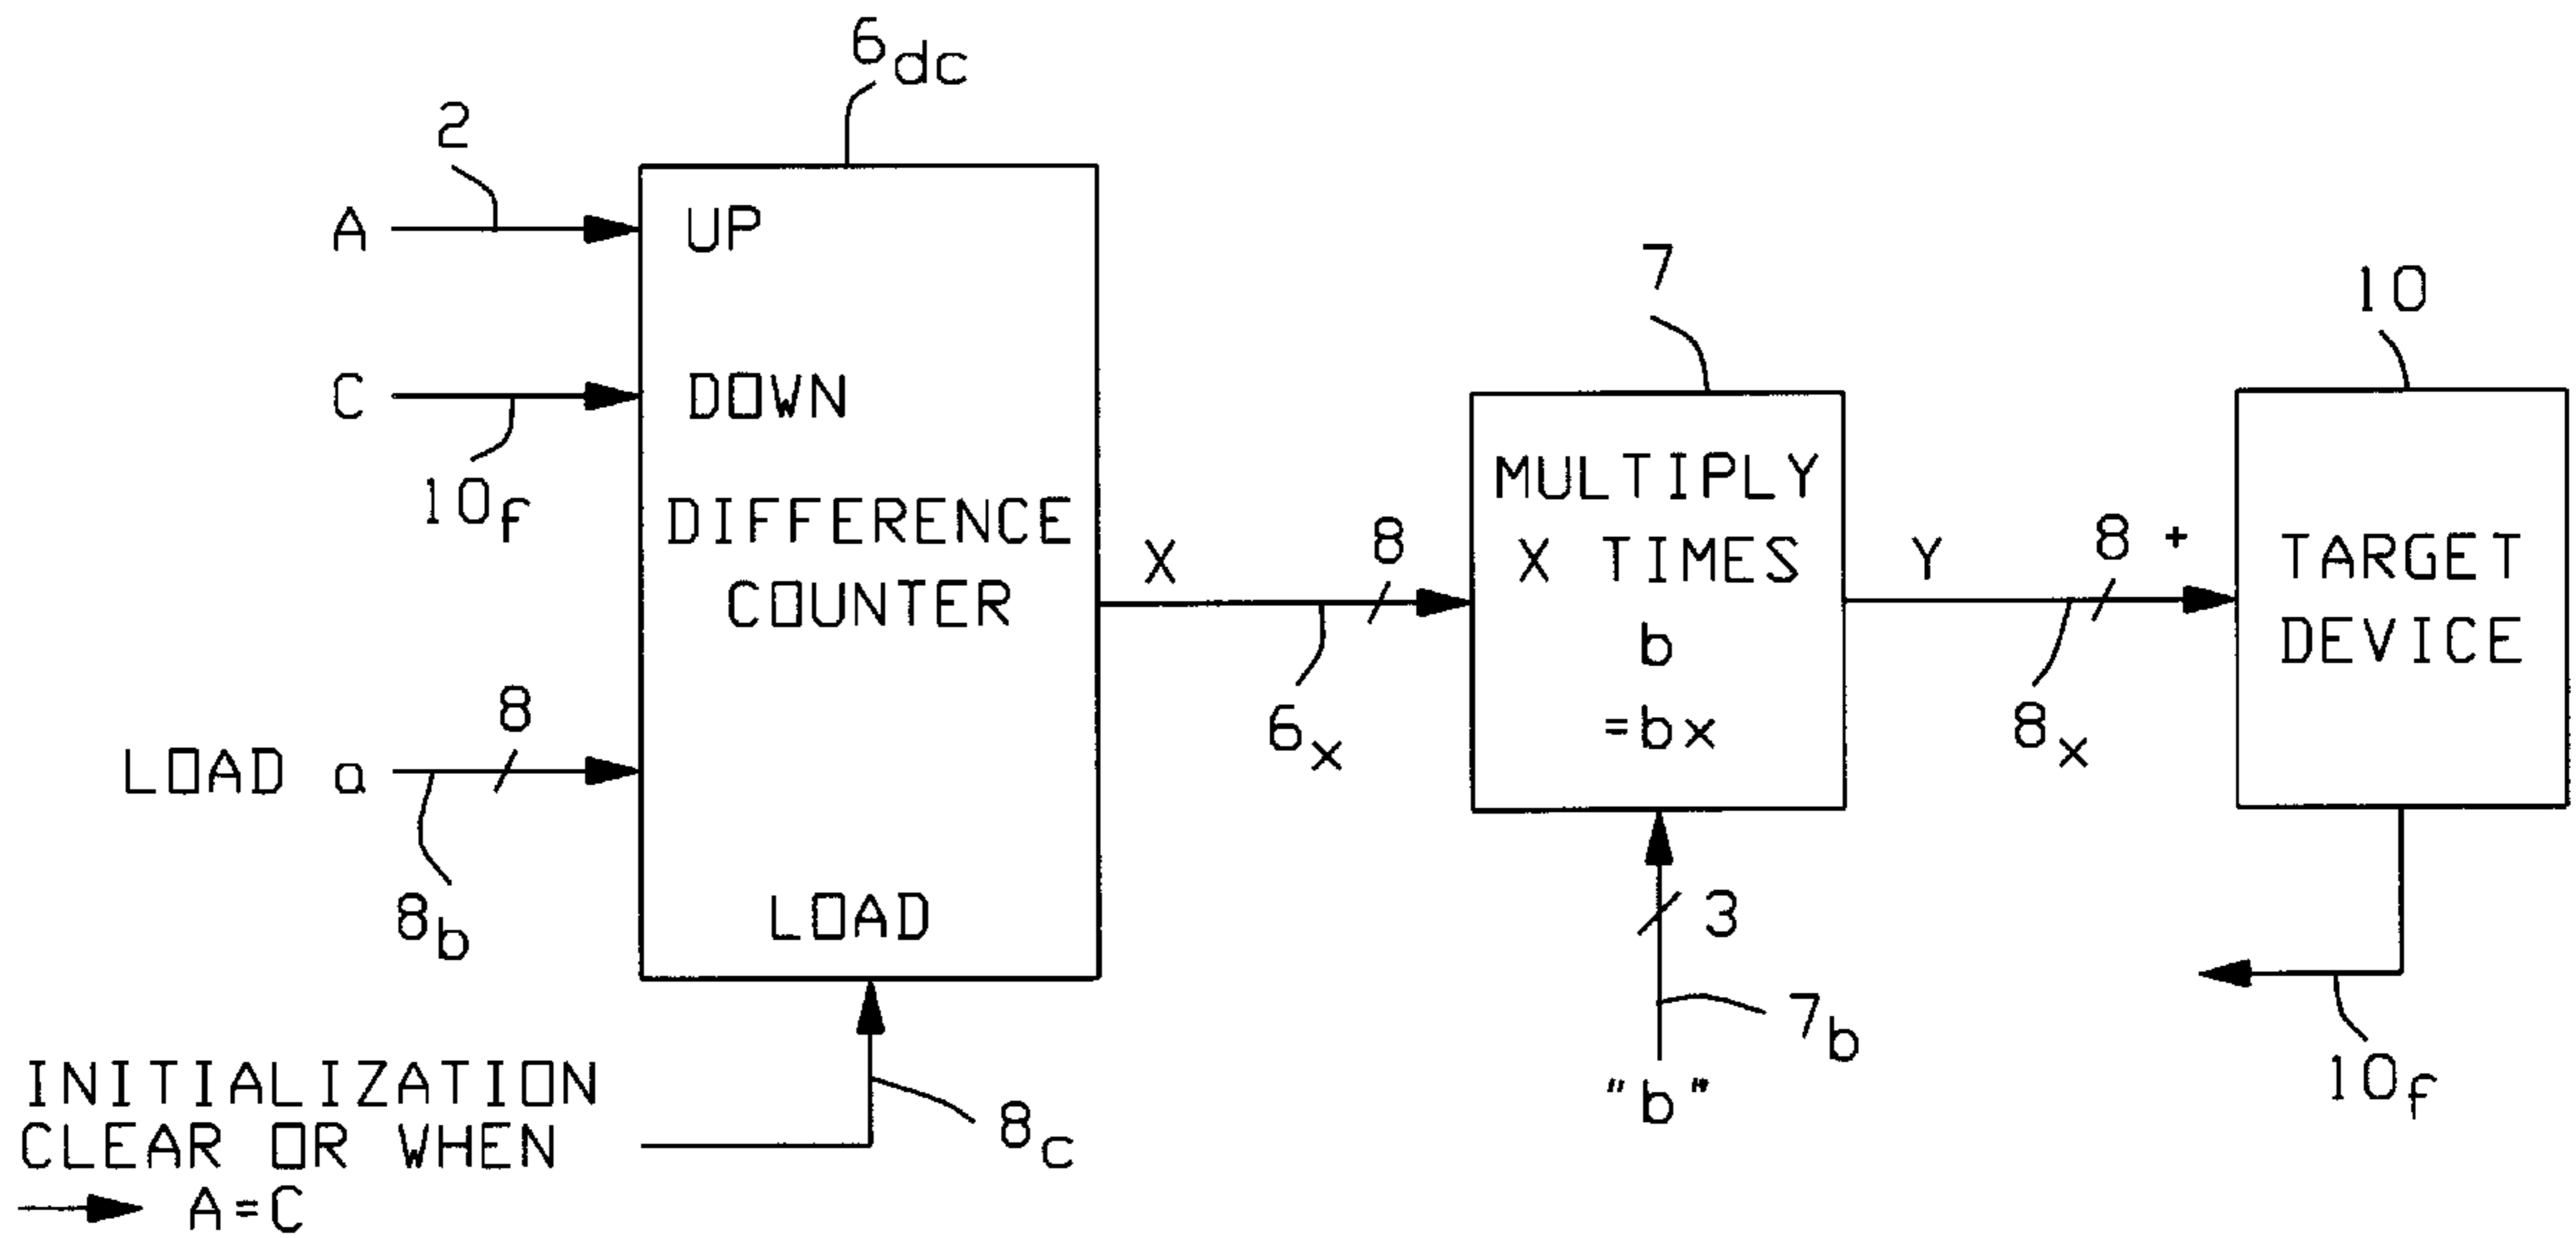 6dc
2
A
UP
7
10
C
DOWN
10f
DIFFERENCE
COUNTER
X
8
MULTIPLY
X TIMES
b
=bx
Y
8 +
TARGET
DEVICE
6x
8x
LOAD a
8
8b
LOAD
3
7b
"b"
10f
INITIALIZATION
CLEAR OR WHEN
A=C
8c